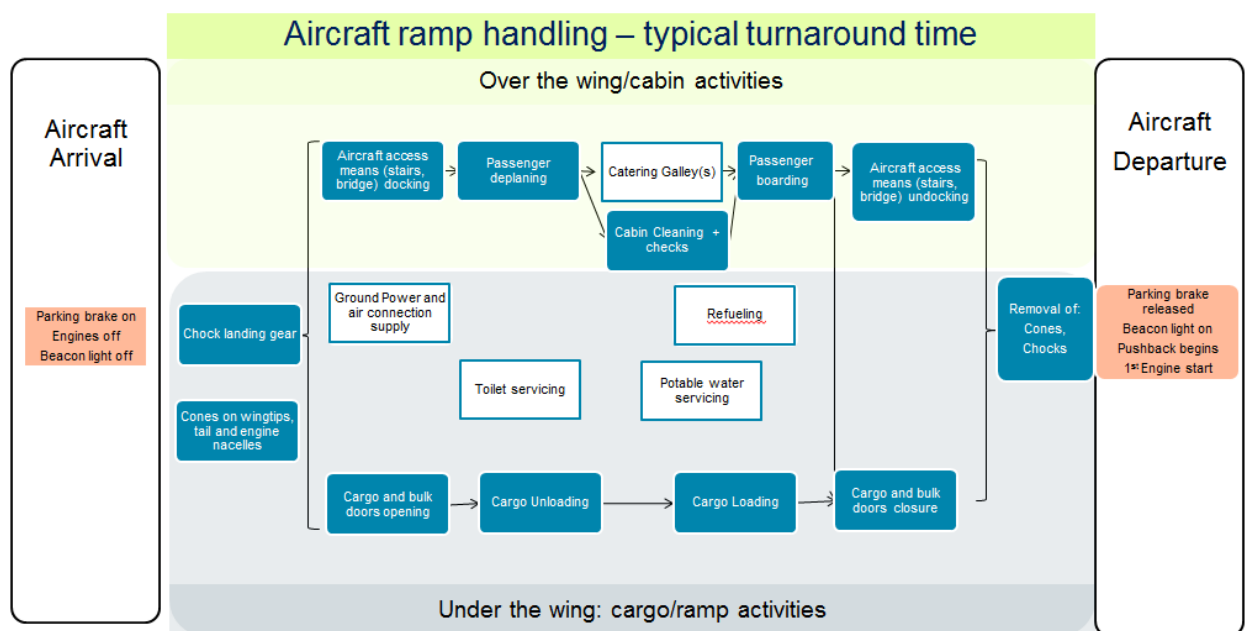 Aircraft ramp handling – typical turnaround time
Over the wing/cabin activities
Aircraft
Arrival
Parking brake on
Engines off
Beacon light off
Chock landing gear
Cones on wingtips,
tail and engine
nacelles
Aircraft access
means (stairs,
bridge) docking
Passenger
deplaning
Catering Galley(s)
Cabin Cleaning +
checks
Passenger
boarding
Aircraft access
means (stairs,
bridge) undocking
Ground Power and
air connection
supply
Refueling
Toilet servicing
Potable water
servicing
Cargo and bulk
doors opening
Cargo Unloading
Cargo Loading
Cargo and bulk
doors closure
Removal of:
Cones,
Chocks
Aircraft
Departure
Parking brake
released
Beacon light on
Pushback begins
1st Engine start
Under the wing: cargo/ramp activities